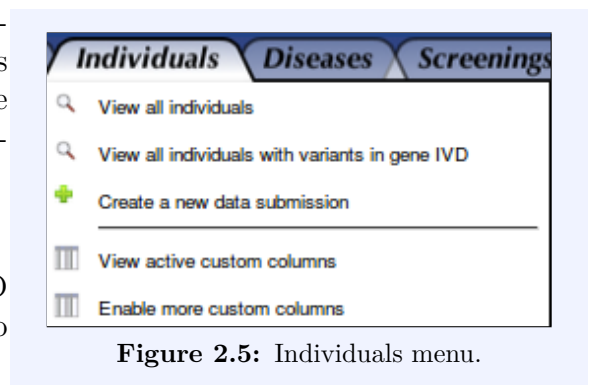 Individuals Diseases Screenings
View all individuals
View all individuals with variants in gene IVD
Create a new data submission
View active custom columns
Enable more custom columns
Figure 2.5: Individuals menu.